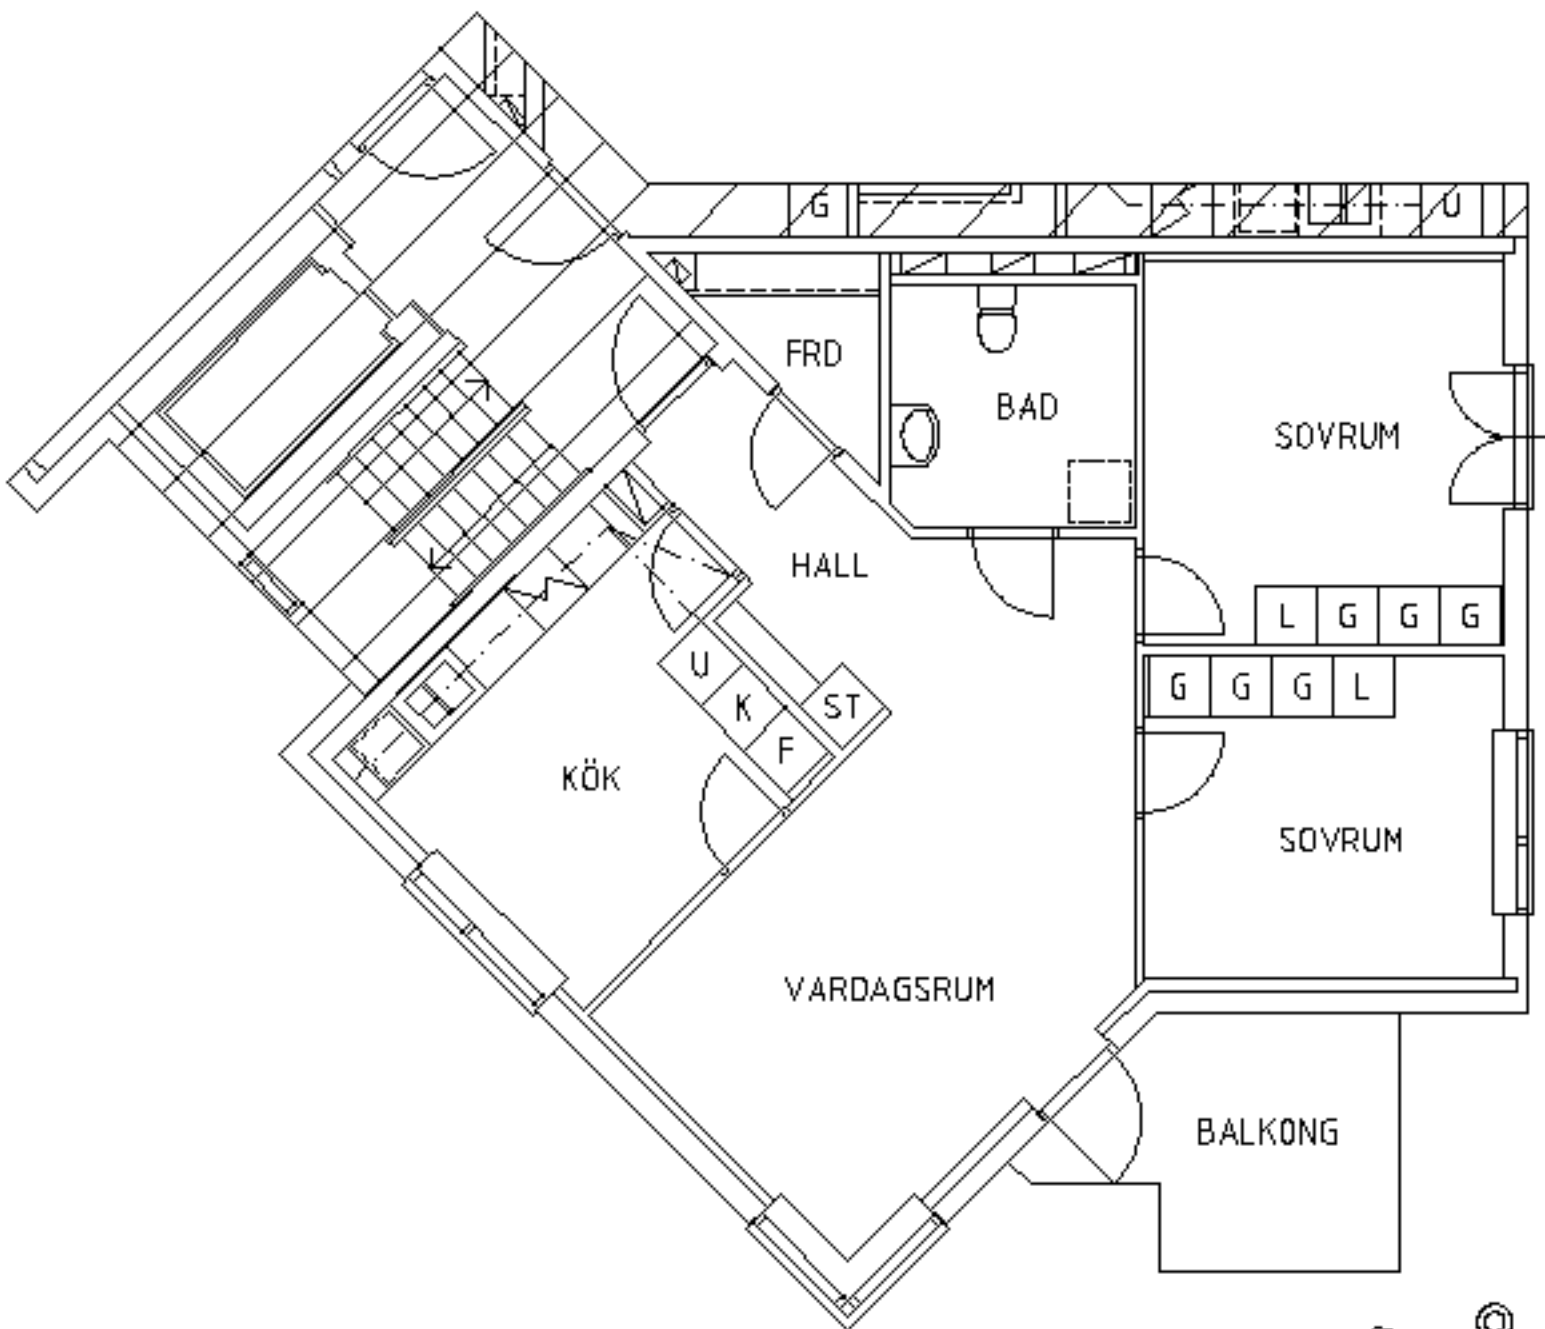 G
U
FRD
BAD
SOVRUM
HALL
L G G G
U
K
F
ST
G G G L
KÖK
SOVRUM
VARDAGSRUM
BALKONG